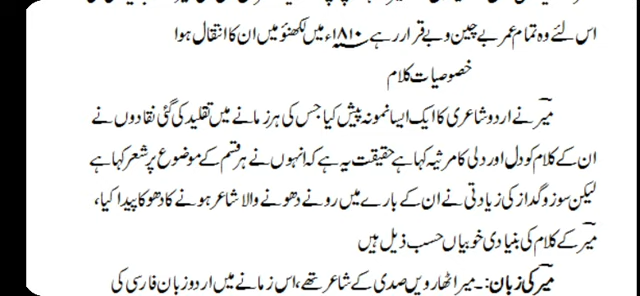 اس لئے وہ تمام عمر بے چین و بے قرار رہے ۱۸۱۰ء میں لکھنؤ میں ان کا انتقال ہوا
خصوصیات کلام
میر نے اردو شاعری کا ایک ایسا نمونہ پیش کیا جس کی ہر زمانے میں تقلید کی گئی نقادوں نے
ان کے کلام کو دل اور دلی کا مرثیہ کہا ہے حقیقت یہ ہے کہ انہوں نے ہر قسم کے موضوع پر شعر کہا ہے
لیکن سوز و گداز کی زیادتی نے ان کے بارے میں رونے دھونے والا شاعر ہونے کا دھوکا پیدا کیا،
میر کے کلام کی بنیادی خوبیاں حسب ذیل ہیں
میر کی زبان:۔ میر اٹھارویں صدی کے شاعر تھے، اس زمانے میں اردو زبان فارسی کی